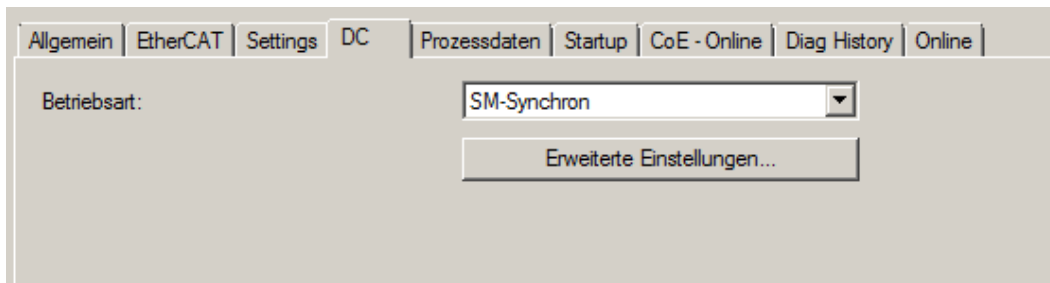 Allgemein EtherCAT Settings DC Prozessdaten Startup CoE - Online Diag History Online
Betriebsart: SM-Synchron
Erweiterte Einstellungen...